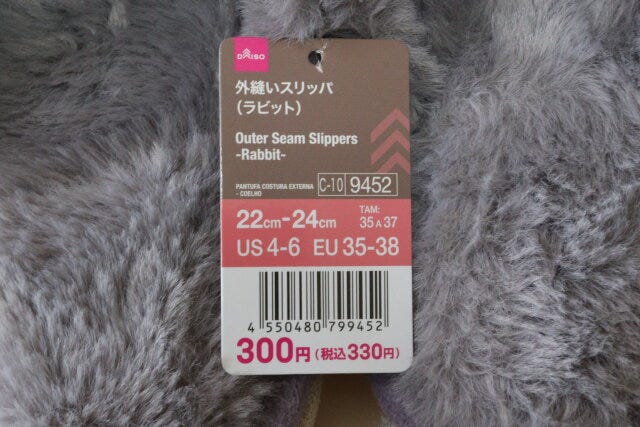 DAISO
外縫いスリッパ
（ラビット）
Outer Seam Slippers
-Rabbit-
PANTUFA COSTURA EXTERNA
- COELHO
C-10 9452
22cm-24cm
TAM:
35 A 37
US 4-6 EU 35-38
4 550480 799452
300円（税込330円）